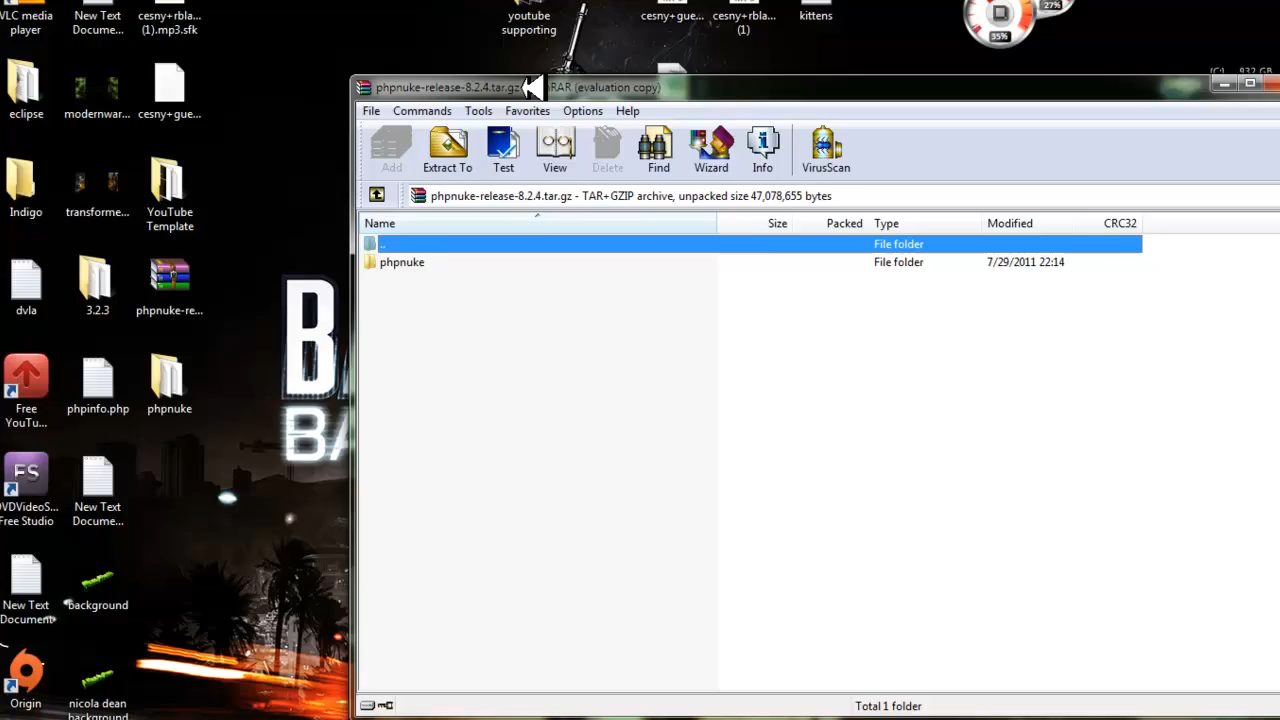 VLC media
player
New Text
Docume...
cesny+rbla...
(1).mp3.sfk
youtube
supporting
cesny+gue...
cesny+rbla...
(1)
kittens
27%
35%
eclipse
modernwar...
cesny+gue...
Indigo
transforme...
YouTube
Template
dvla
3.2.3
phpnuke-re...
Free
YouTu...
phpinfo.php
phpnuke
FS
DVDVideoS...
Free Studio
New Text
Docume...
New Text
Document
background
Origin
nicola dean
background
phpnuke-release-8.2.4.tar.gz
(evaluation copy)
File Commands Tools Favorites Options Help
Add Extract To Test View Delete Find Wizard Info VirusScan
phpnuke-release-8.2.4.tar.gz - TAR+GZIP archive, unpacked size 47,078,655 bytes
Name Size Packed Type Modified CRC32
.. File folder
phpnuke File folder 7/29/2011 22:14
Total 1 folder